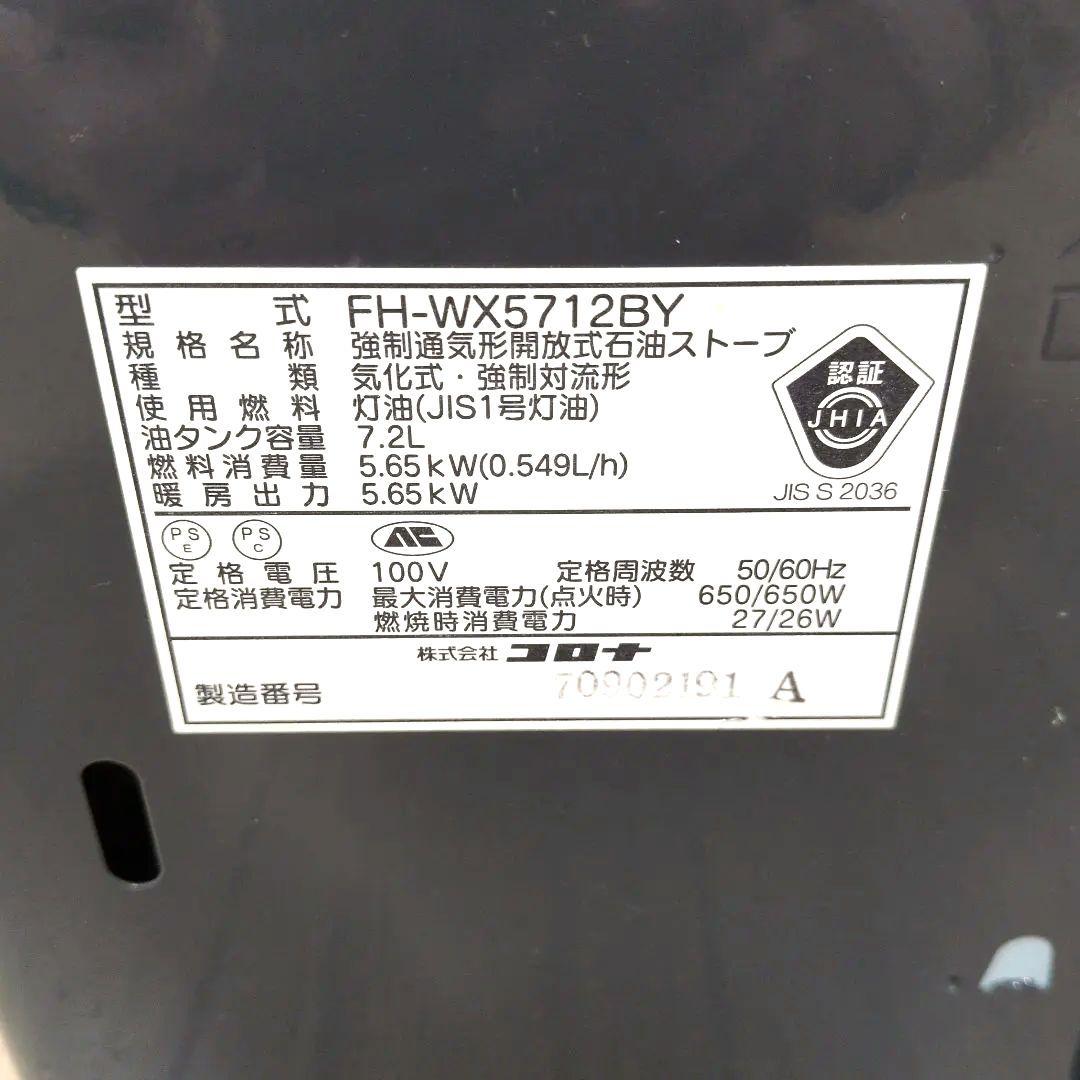 型式 FH-WX5712BY
規格名称 強制通気形開放式石油ストーブ
種類 気化式・強制対流形
使用燃料 灯油(JIS1号灯油)
油タンク容量 7.2L
燃料消費量 5.65kW(0.549L/h)
暖房出力 5.65kW
認証
JHIA
JIS S 2036
PS E PS C
定格電圧 100V 定格周波数 50/60Hz
定格消費電力 最大消費電力(点火時) 650/650W
燃焼時消費電力 27/26W
株式会社 コロナ
製造番号 70902191 A